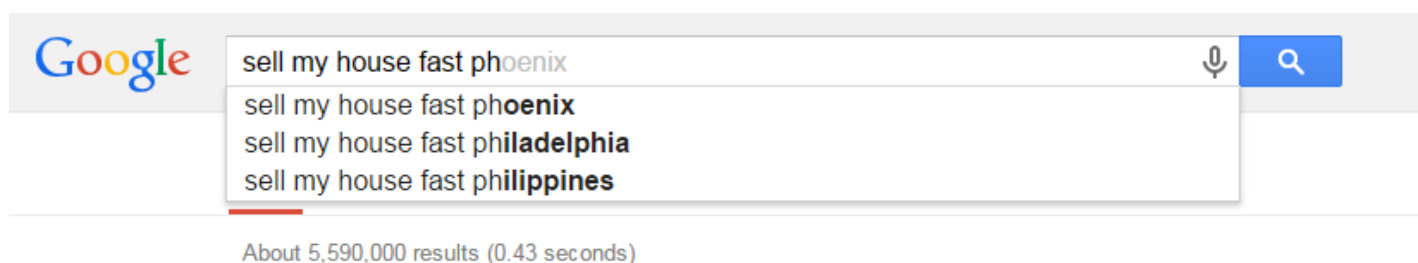 Google
sell my house fast phoenix
sell my house fast phoenix
sell my house fast philadelphia
sell my house fast philippines
About 5,590,000 results (0.43 seconds)